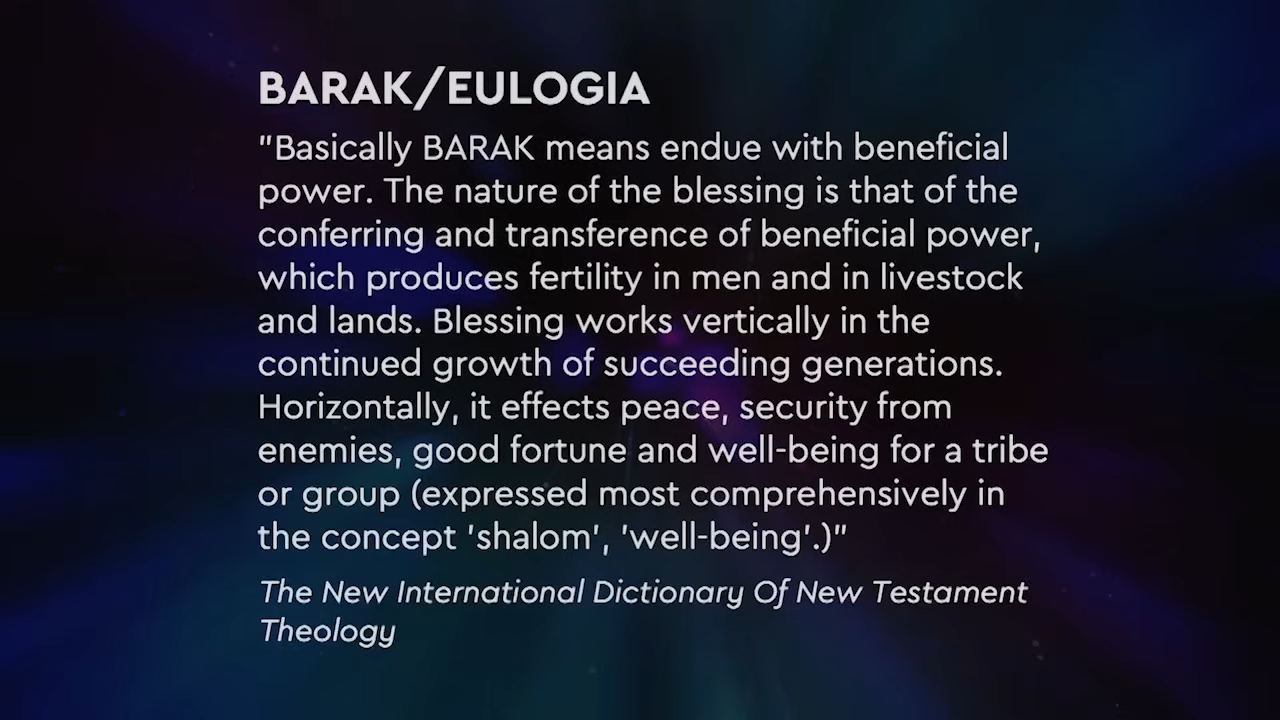 BARAK/EULOGIA
"Basically BARAK means endue with beneficial
power. The nature of the blessing is that of the
conferring and transference of beneficial power,
which produces fertility in men and in livestock
and lands. Blessing works vertically in the
continued growth of succeeding generations.
Horizontally, it effects peace, security from
enemies, good fortune and well-being for a tribe
or group (expressed most comprehensively in
the concept 'shalom', 'well-being'.)"
The New International Dictionary Of New Testament
Theology